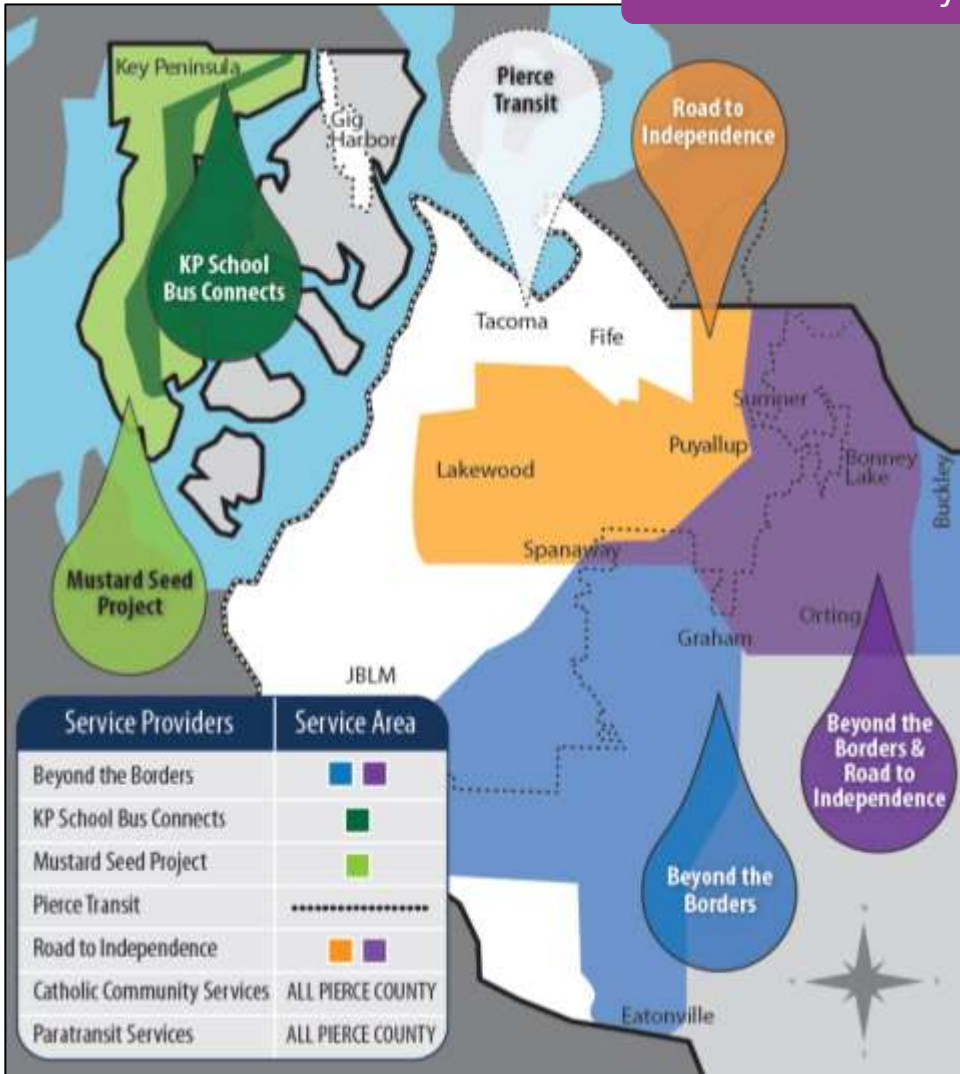 Key Peninsula
Gig
Harbor
Pierce
Transit
Road to
Independence
KP School
Bus Connects
Tacoma
Fife
Sumner
Puyallup
Bonney
Lake
Buckley
Lakewood
Spanaway
Mustard Seed
Project
Orting
Graham
JBLM
Beyond the
Borders &
Road to
Independence
Beyond the
Borders
Eatonville
Service Providers Service Area
Beyond the Borders
KP School Bus Connects
Mustard Seed Project
Pierce Transit
Road to Independence
Catholic Community Services ALL PIERCE COUNTY
Paratransit Services ALL PIERCE COUNTY